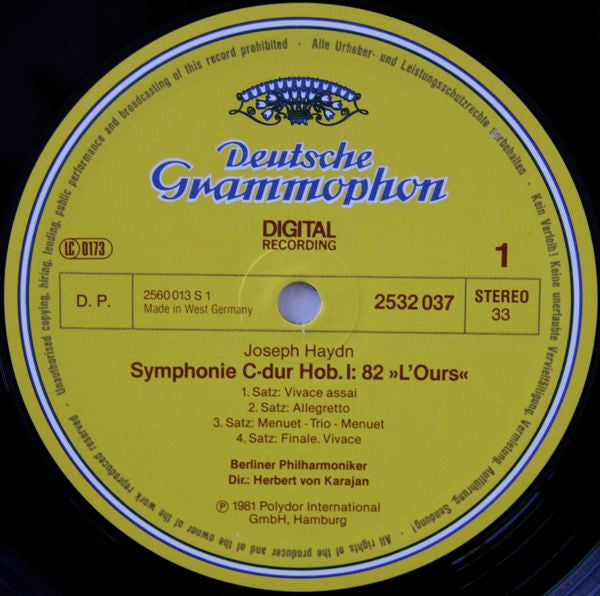 Unauthorised copying, hiring, lending, public performance and broadcasting of this record prohibited · Alle Urheber- und Leistungsschutzrechte vorbehalten · Kein Verleih! Keine unerlaubte Vervielfältigung, Vermietung, Aufführung, Sendung! · All rights of the producer and of the owner of the work reproduced reserved ·
Deutsche
Grammophon
DIGITAL
RECORDING
LC 0173
1
D. P.
2560 013 S 1
Made in West Germany
2532 037
STEREO
33
Joseph Haydn
Symphonie C-dur Hob. I: 82 »L'Ours«
1. Satz: Vivace assai
2. Satz: Allegretto
3. Satz: Menuet - Trio - Menuet
4. Satz: Finale. Vivace
Berliner Philharmoniker
Dir.: Herbert von Karajan
℗ 1981 Polydor International
GmbH, Hamburg